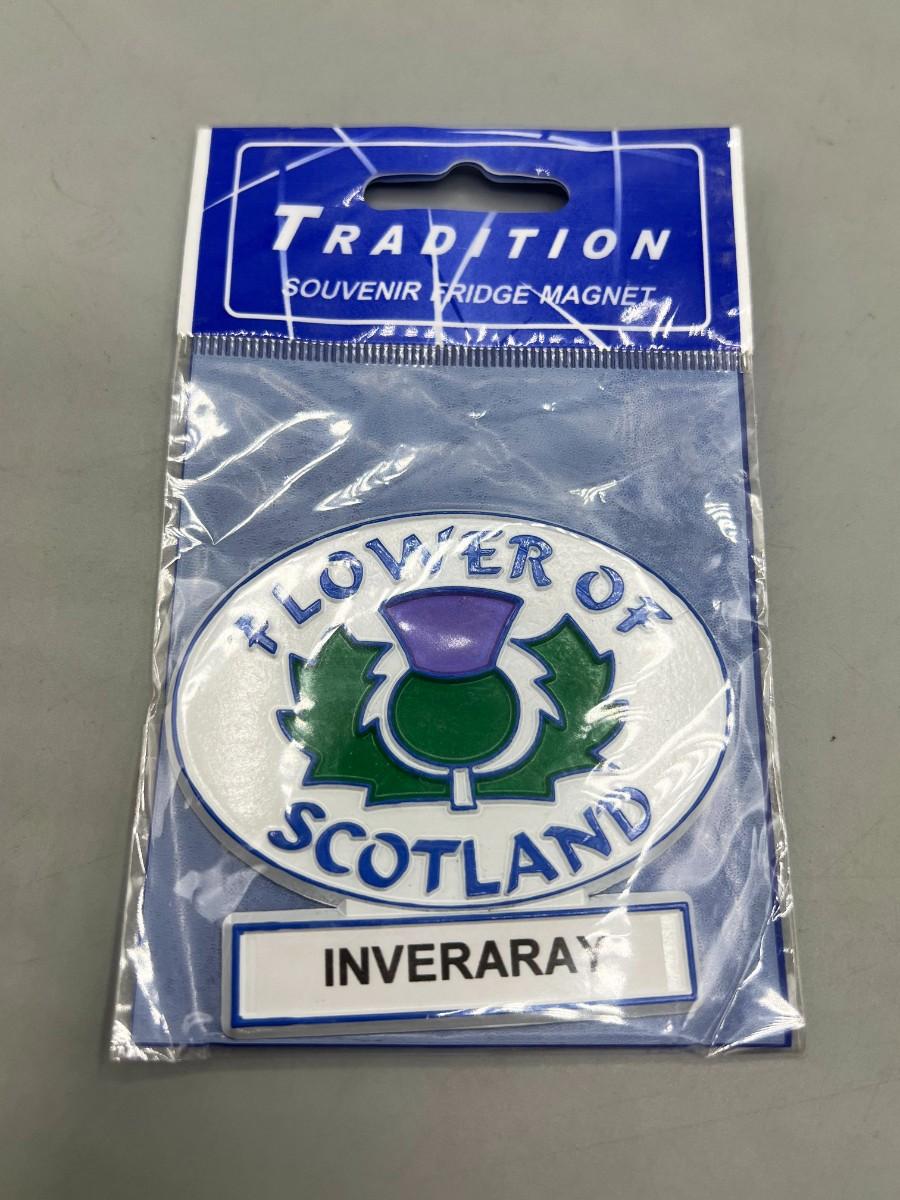 TRADITION
SOUVENIR FRIDGE MAGNET
FLOWER OF
SCOTLAND
INVERARAY